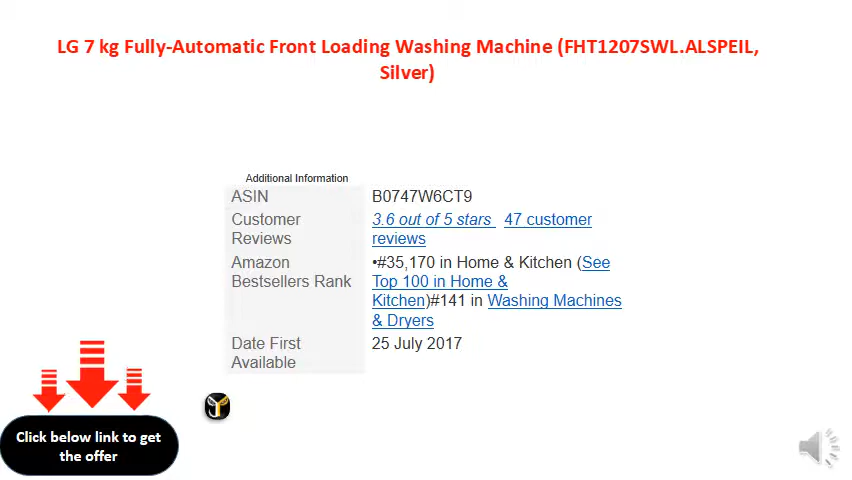 LG 7 kg Fully-Automatic Front Loading Washing Machine (FHT1207SWL.ALSPEIL,
Silver)
Additional Information
ASIN B0747W6CT9
Customer 3.6 out of 5 stars 47 customer
Reviews reviews
Amazon •#35,170 in Home & Kitchen (See
Bestsellers Rank Top 100 in Home &
Kitchen)#141 in Washing Machines
& Dryers
Date First 25 July 2017
Available
Click below link to get
the offer